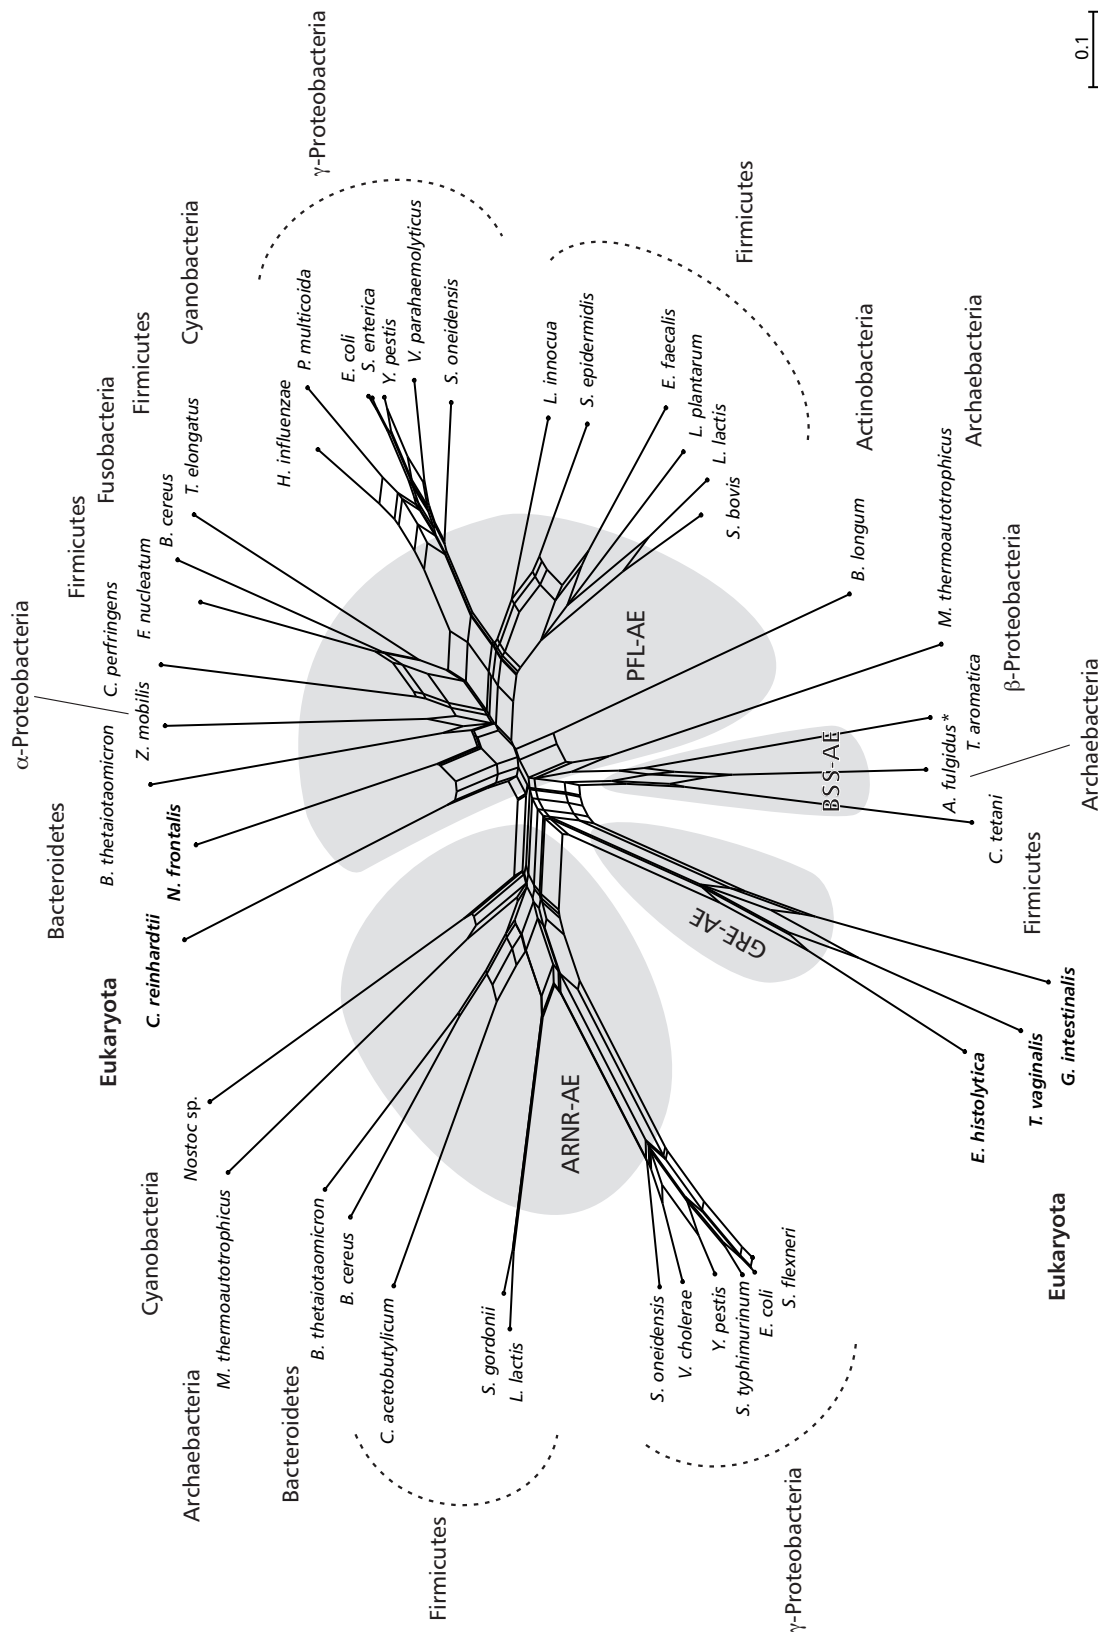 α-Proteobacteria
Bacteroidetes
B. thetaiotaomicron
Z. mobilis
C. perfringens
Firmicutes
F. nucleatum
Fusobacteria
B. cereus
Firmicutes
T. elongatus
Cyanobacteria
H. influenzae
P. multicoida
E. coli
S. enterica
Y. pestis
V. parahaemolyticus
S. oneidensis
γ-Proteobacteria
L. innocua
S. epidermidis
E. faecalis
L. plantarum
L. lactis
S. bovis
Firmicutes
B. longum
Actinobacteria
M. thermoautotrophicus
Archaebacteria
T. aromatica
β-Proteobacteria
A. fulgidus*
Archaebacteria
C. tetani
Firmicutes
G. intestinalis
T. vaginalis
E. histolytica
Eukaryota
S. flexneri
E. coli
S. typhimurinum
Y. pestis
V. cholerae
S. oneidensis
γ-Proteobacteria
L. lactis
S. gordonii
C. acetobutylicum
Firmicutes
B. cereus
B. thetaiotaomicron
Bacteroidetes
M. thermoautotrophicus
Archaebacteria
Nostoc sp.
Cyanobacteria
C. reinhardtii
N. frontalis
Eukaryota
PFL-AE
BSS-AE
GRE-AE
ARNR-AE
0.1